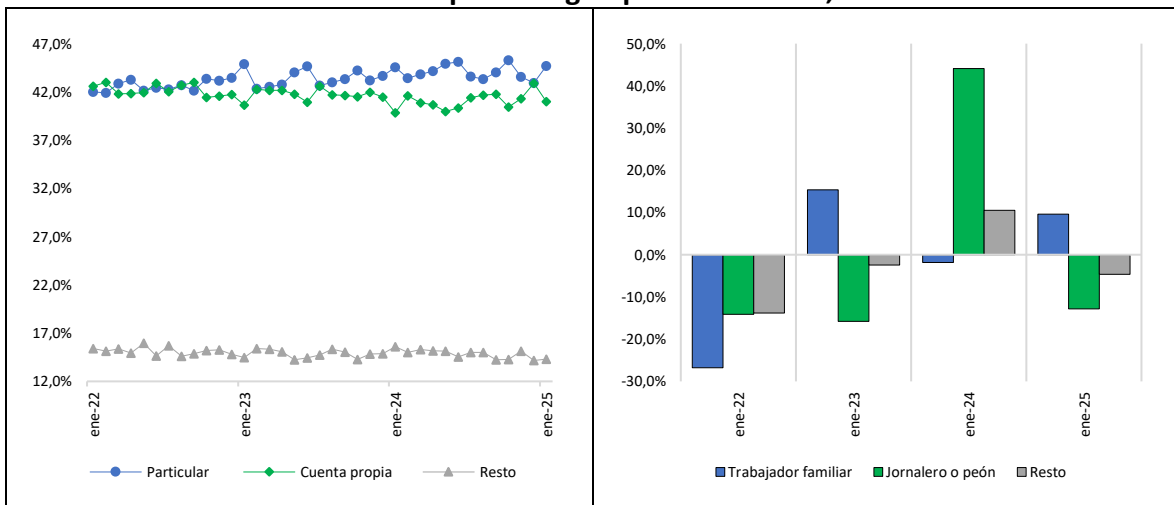 47,0%
42,0%
37,0%
32,0%
27,0%
22,0%
17,0%
12,0%
ene-22
ene-23
ene-24
ene-25
Particular
Cuenta propia
Resto
50,0%
40,0%
30,0%
20,0%
10,0%
0,0%
-10,0%
-20,0%
-30,0%
ene-22
ene-23
ene-24
ene-25
Trabajador familiar
Jornalero o peón
Resto